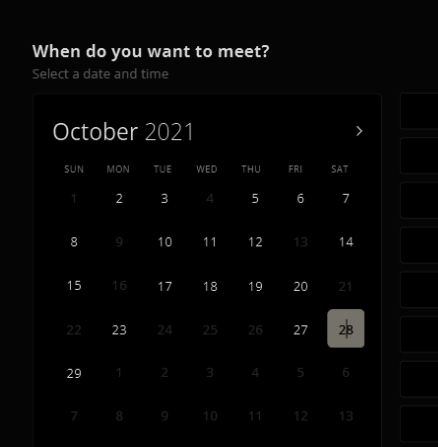 When do you want to meet?
Select a date and time
October 2021 >
SUN MON TUE WED THU FRI SAT
1 2 3 4 5 6 7
8 9 10 11 12 13 14
15 16 17 18 19 20 21
22 23 24 25 26 27 28
29 1 2 3 4 5 6
7 8 9 10 11 12 13